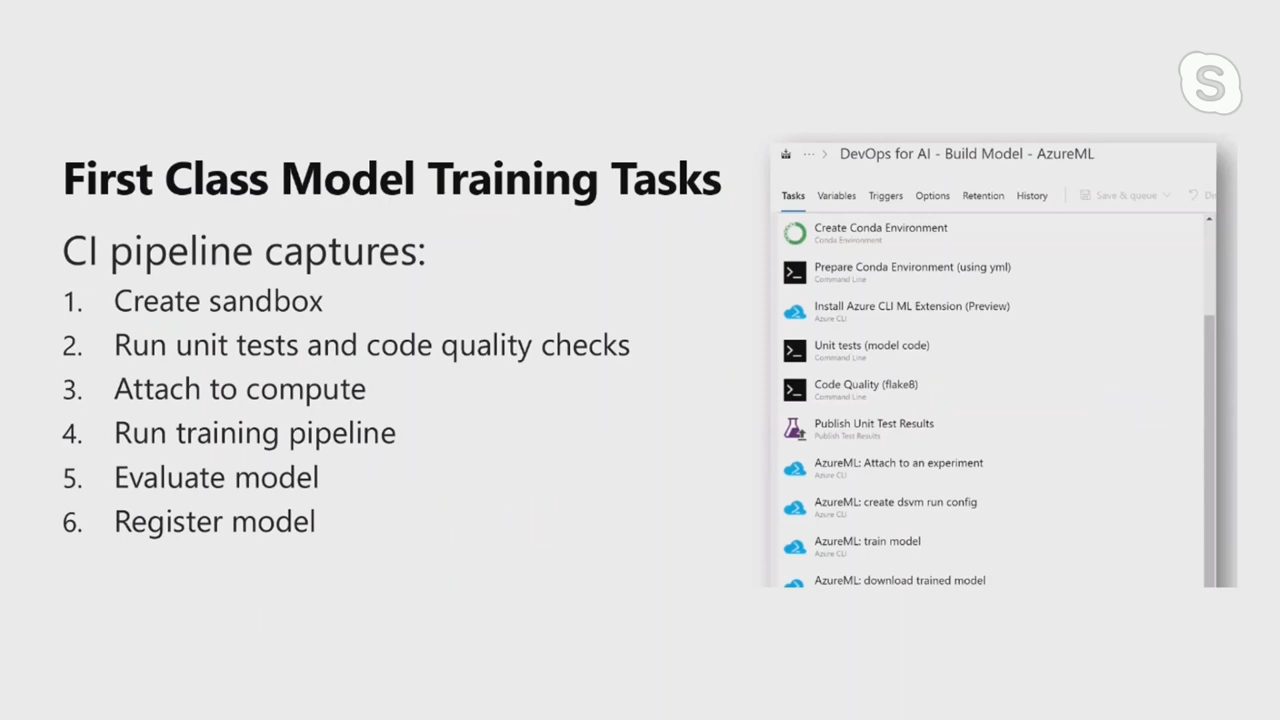 S
First Class Model Training Tasks
CI pipeline captures:
1. Create sandbox
2. Run unit tests and code quality checks
3. Attach to compute
4. Run training pipeline
5. Evaluate model
6. Register model
... > DevOps for AI - Build Model - AzureML
Tasks Variables Triggers Options Retention History Save & queue De
Create Conda Environment
Conda Environment
Prepare Conda Environment (using yml)
Command Line
Install Azure CLI ML Extension (Preview)
Azure CLI
Unit tests (model code)
Command Line
Code Quality (flake8)
Command Line
Publish Unit Test Results
Publish Test Results
AzureML: Attach to an experiment
Azure CLI
AzureML: create dsvm run config
Azure CLI
AzureML: train model
Azure CLI
AzureML: download trained model